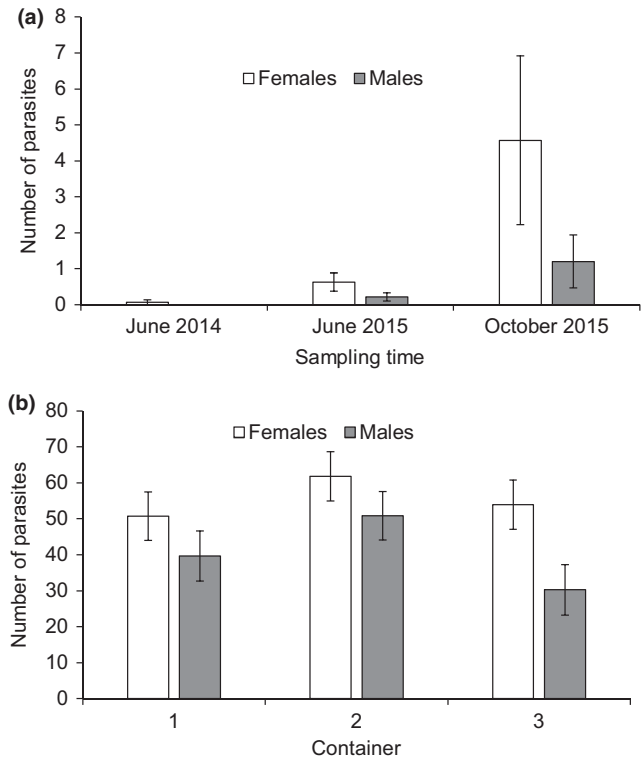 (a)
8
7
6
5
4
3
2
1
0
Number of parasites
Females Males
June 2014 June 2015 October 2015
Sampling time
(b)
80
70
60
50
40
30
20
10
0
Number of parasites
Females Males
1 2 3
Container